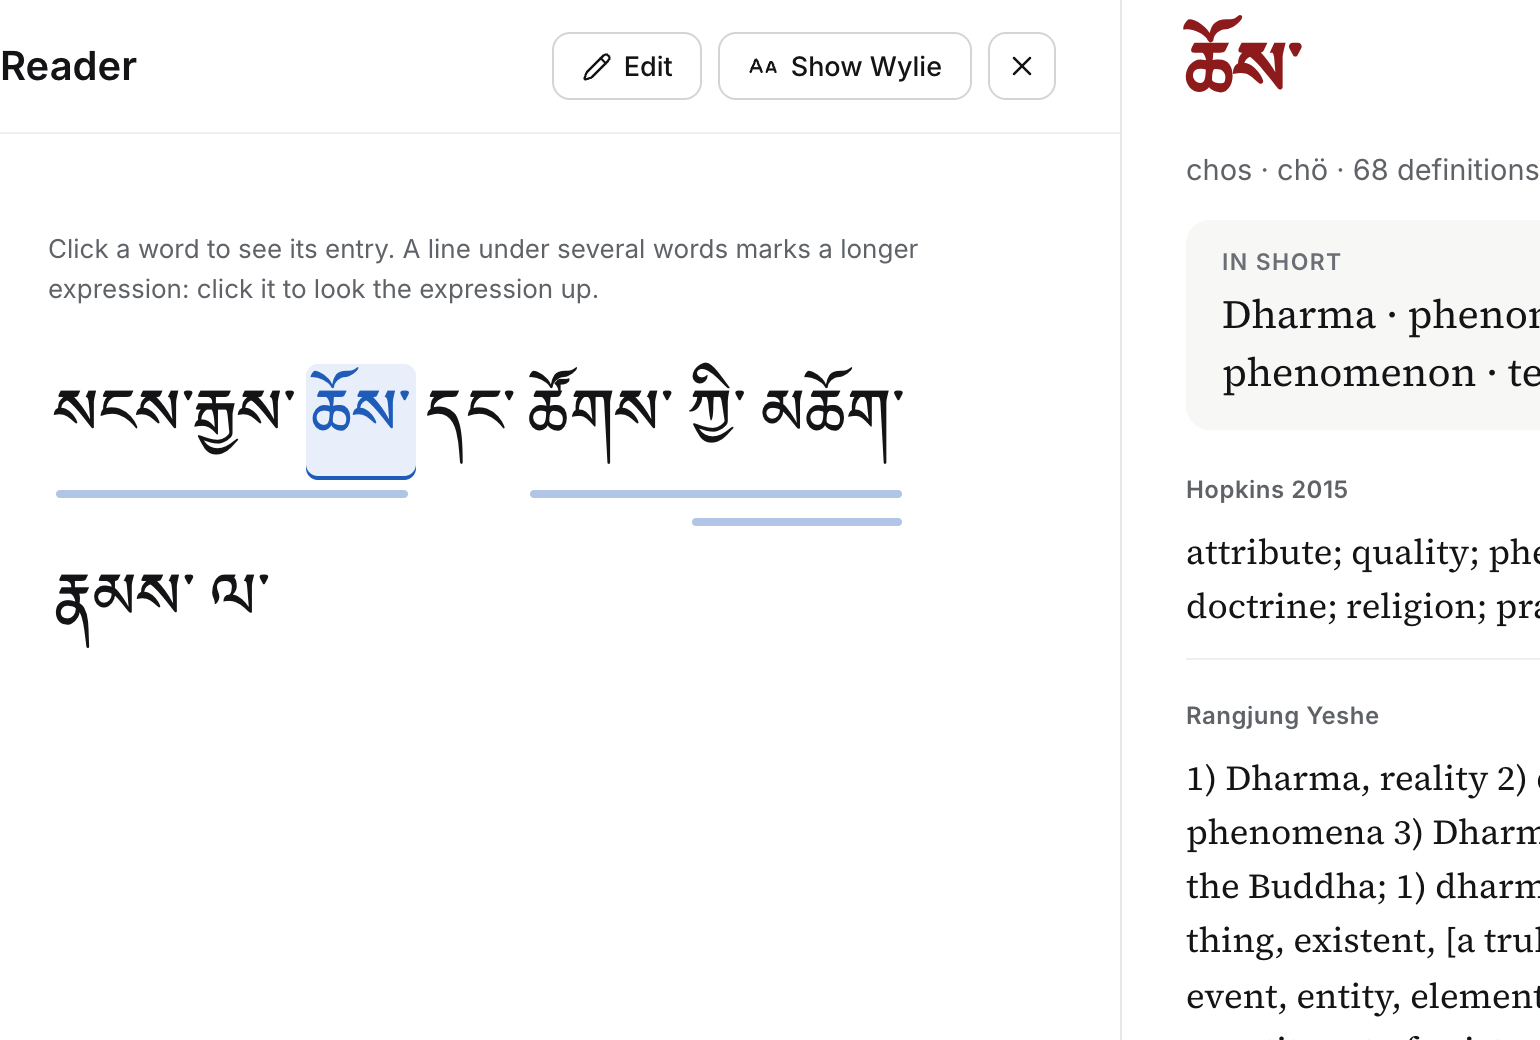 Reader
Edit
AA Show Wylie
Click a word to see its entry. A line under several words marks a longer
expression: click it to look the expression up.
སངས་རྒྱས་ ཆོས་ དང་ ཚོགས་ ཀྱི་ མཆོག་
རྣམས་ ལ་
ཆོས་
chos · chö · 68 definitions
IN SHORT
Dharma · phenom
phenomenon · te
Hopkins 2015
attribute; quality; phe
doctrine; religion; pra
Rangjung Yeshe
1) Dharma, reality 2)
phenomena 3) Dharm
the Buddha; 1) dharm
thing, existent, [a trul
event, entity, element